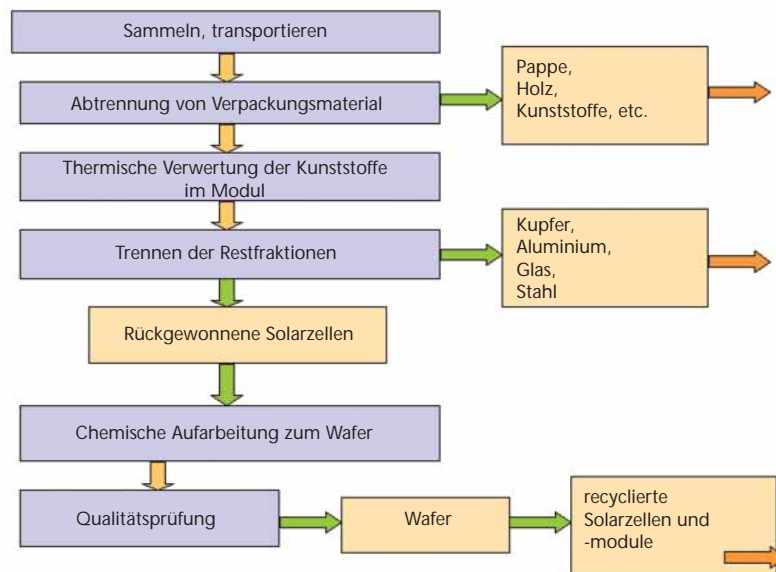 Sammeln, transportieren
Abtrennung von Verpackungsmaterial
Pappe,
Holz,
Kunststoffe, etc.
Thermische Verwertung der Kunststoffe
im Modul
Trennen der Restfraktionen
Kupfer,
Aluminium,
Glas,
Stahl
Rückgewonnene Solarzellen
Chemische Aufarbeitung zum Wafer
Qualitätsprüfung
Wafer
recyclierte
Solarzellen und
-module